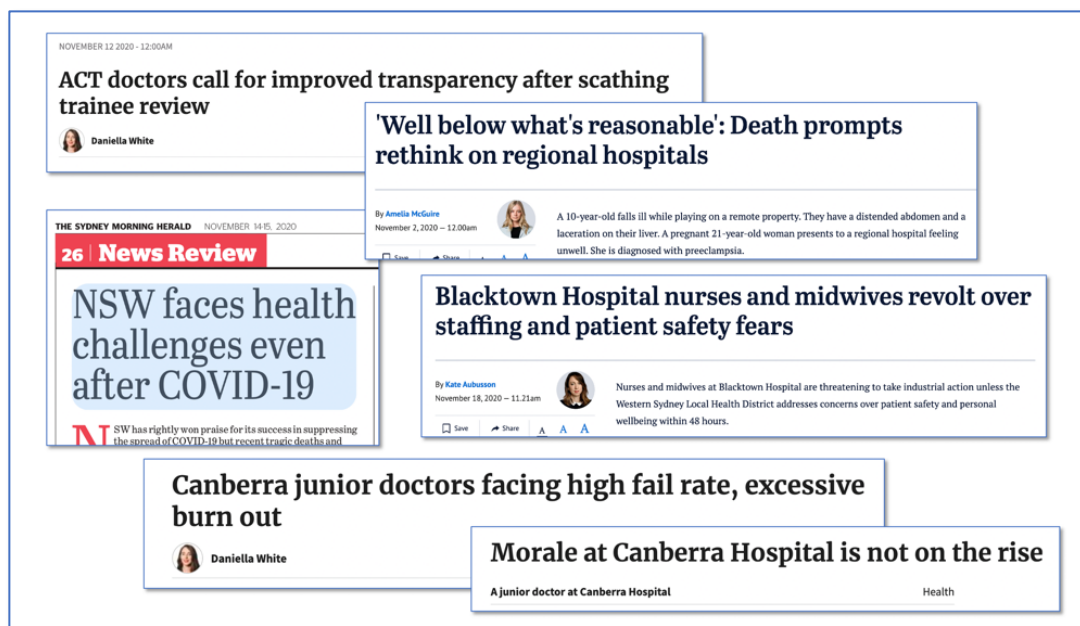 NOVEMBER 12 2020 - 12:00AM
ACT doctors call for improved transparency after scathing
trainee review
Daniella White
'Well below what's reasonable': Death prompts
rethink on regional hospitals
By Amelia McGuire
November 2, 2020 — 12.00am
A 10-year-old falls ill while playing on a remote property. They have a distended abdomen and a
laceration on their liver. A pregnant 21-year-old woman presents to a regional hospital feeling
unwell. She is diagnosed with preeclampsia.
Save Share A A A
THE SYDNEY MORNING HERALD NOVEMBER 14-15, 2020
26 | News Review
NSW faces health
challenges even
after COVID-19
NSW has rightly won praise for its success in suppressing
the spread of COVID-19 but recent tragic deaths and
Blacktown Hospital nurses and midwives revolt over
staffing and patient safety fears
By Kate Aubusson
November 18, 2020 — 11.21am
Nurses and midwives at Blacktown Hospital are threatening to take industrial action unless the
Western Sydney Local Health District addresses concerns over patient safety and personal
wellbeing within 48 hours.
Save Share A A A
Canberra junior doctors facing high fail rate, excessive
burn out
Daniella White
Morale at Canberra Hospital is not on the rise
A junior doctor at Canberra Hospital Health